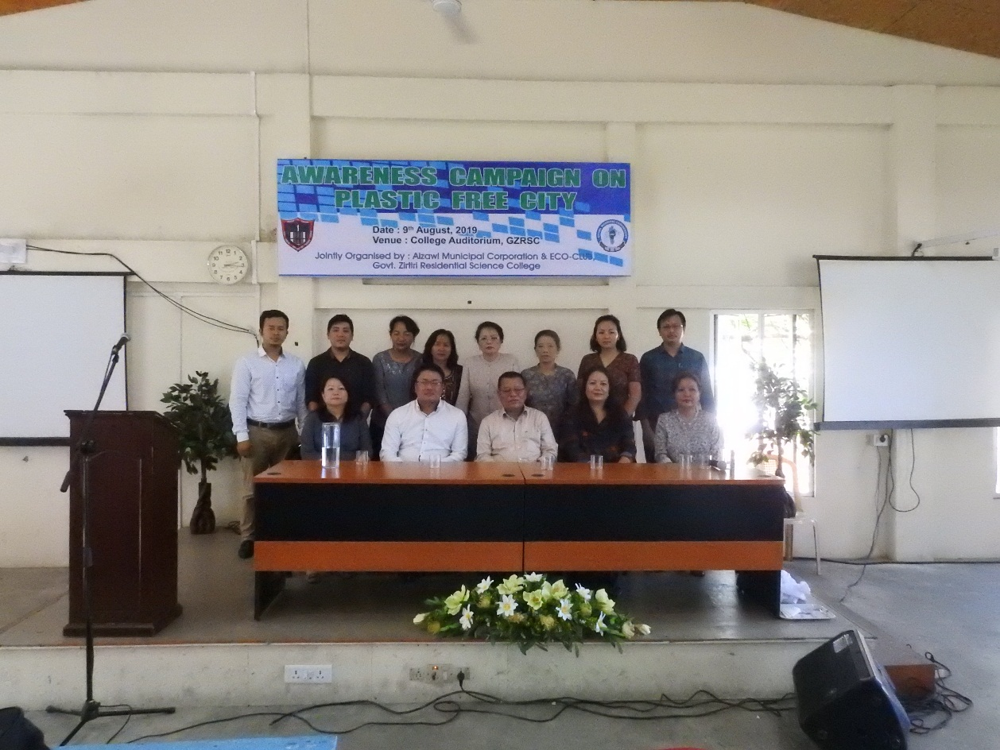 AWARENESS CAMPAIGN ON
PLASTIC FREE CITY
Date : 9th August, 2019
Venue : College Auditorium, GZRSC
Jointly Organised by : Aizawl Municipal Corporation & ECO-CLUB,
Govt. Zirtiri Residential Science College